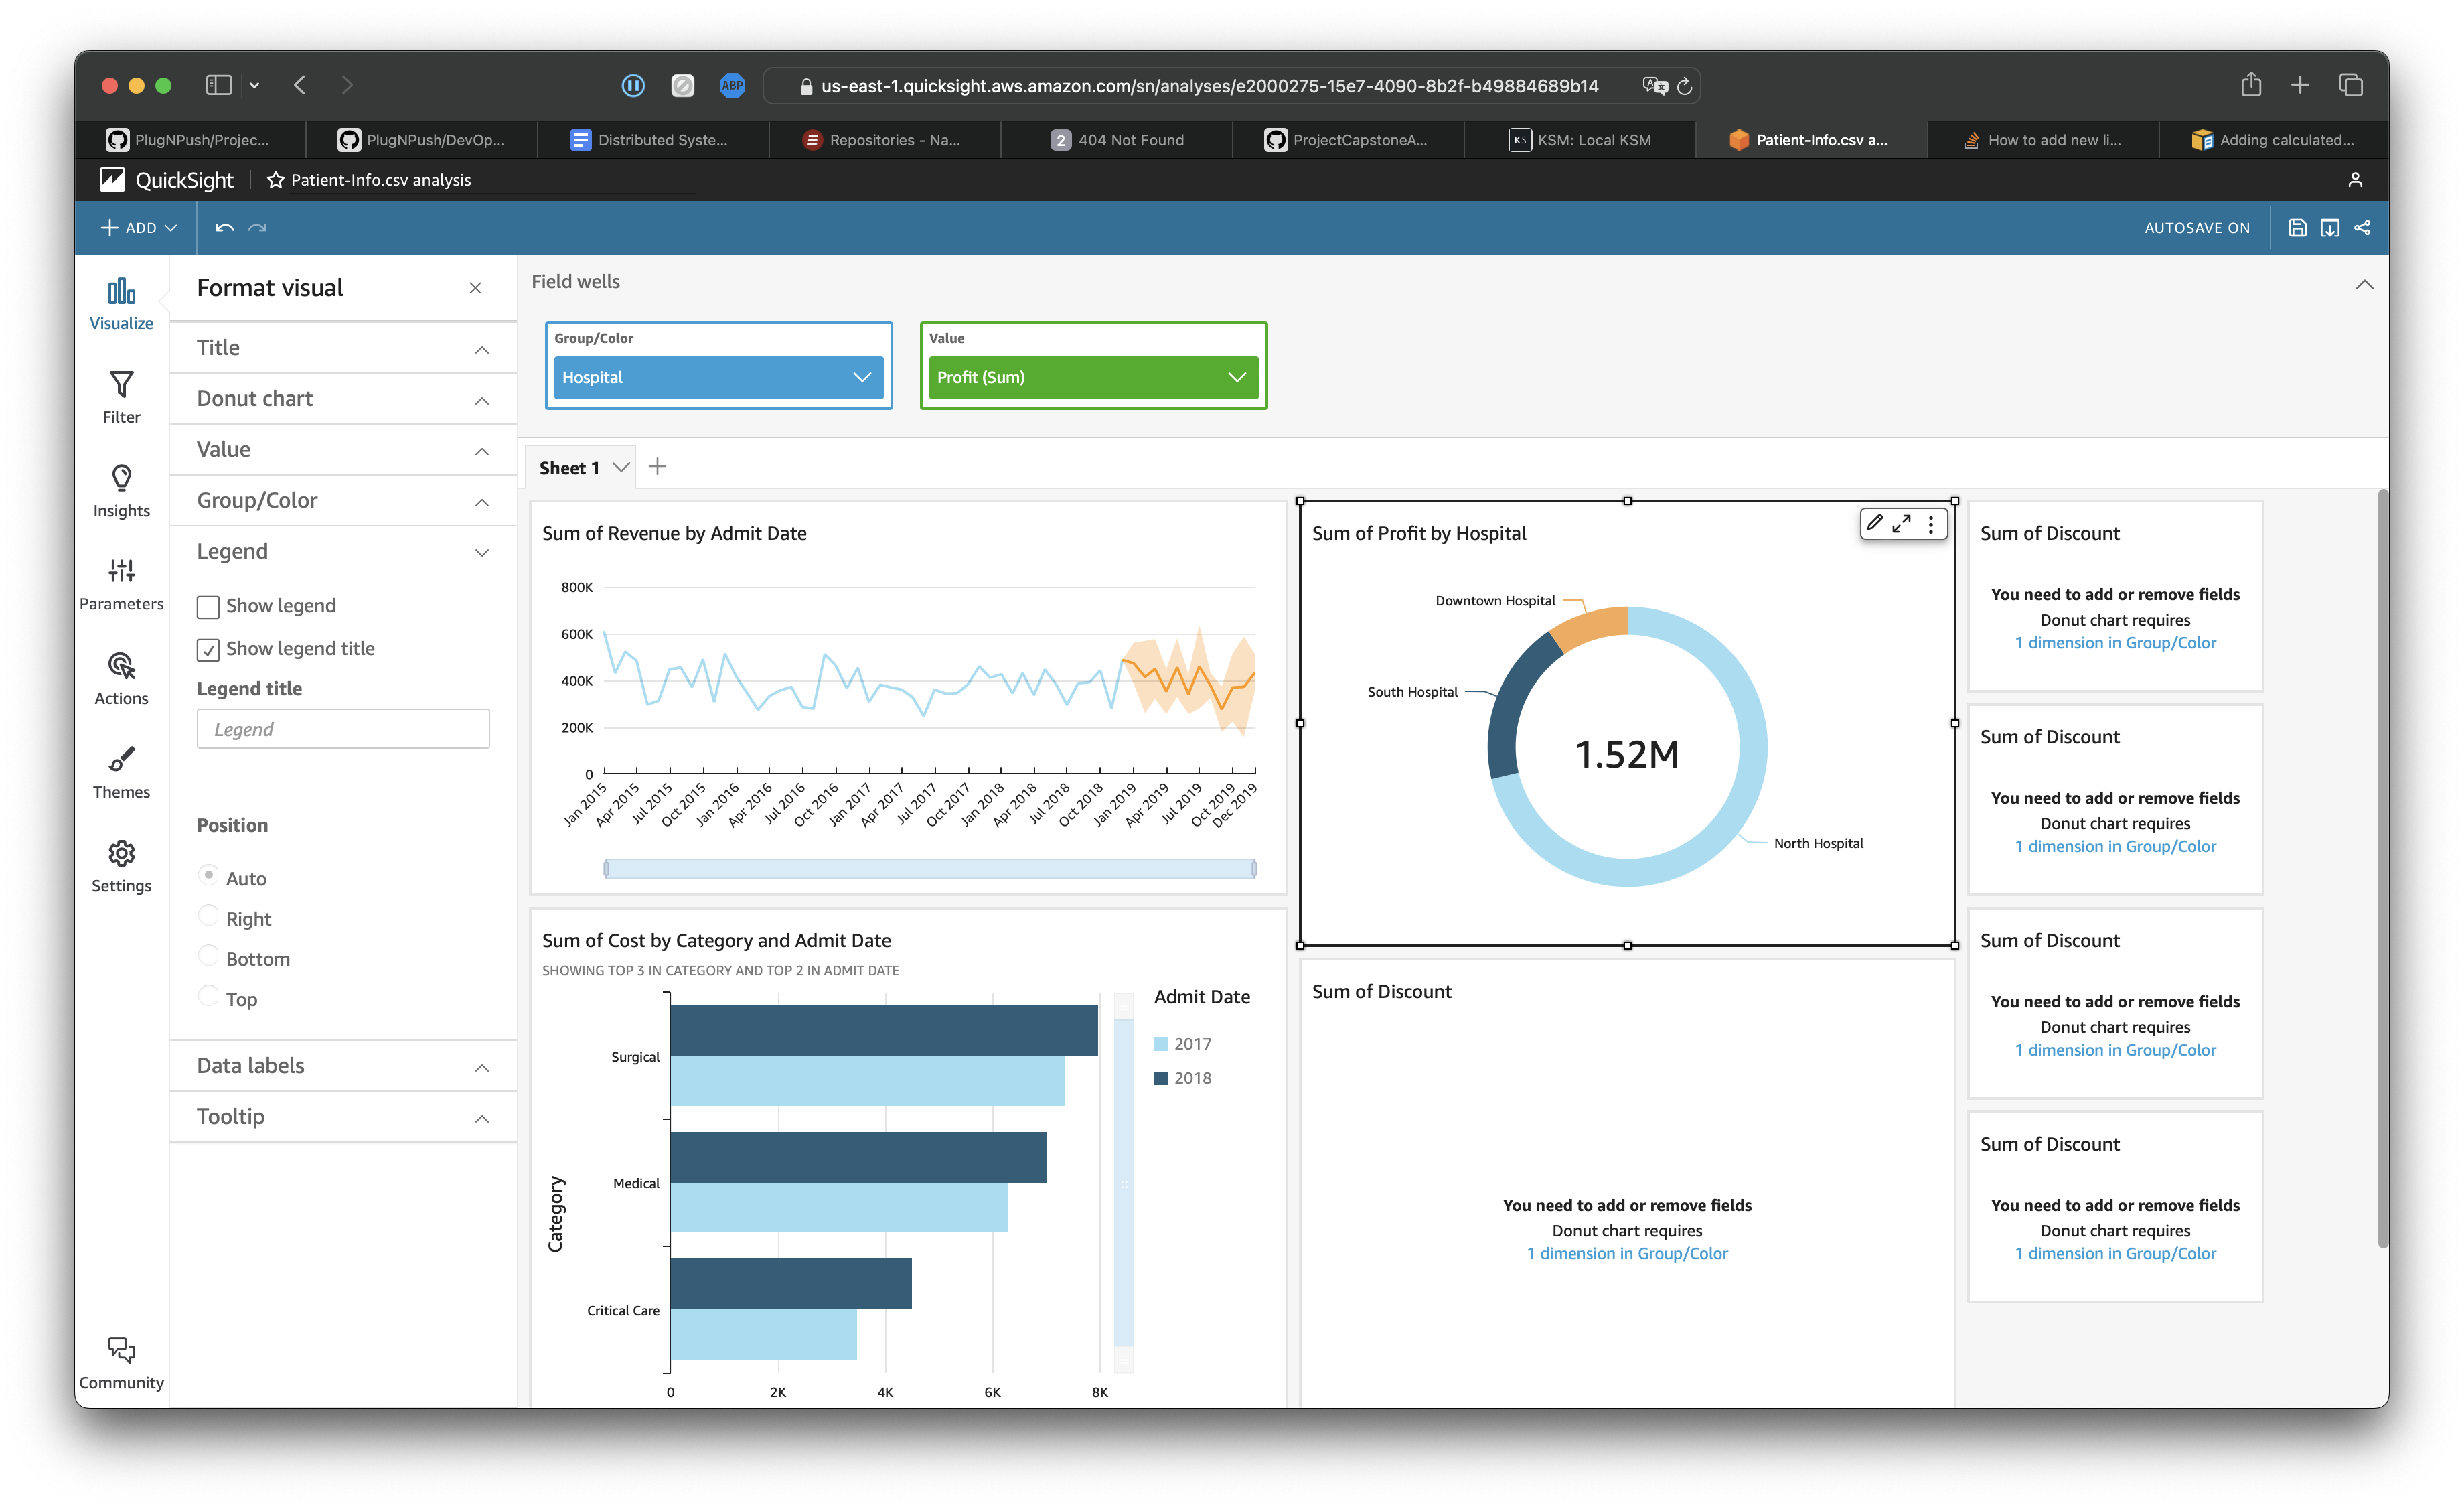 ABP
us-east-1.quicksight.aws.amazon.com/sn/analyses/e2000275-15e7-4090-8b2f-b49884689b14
PlugNPush/Projec...
PlugNPush/DevOp...
Distributed Syste...
Repositories - Na...
2 404 Not Found
ProjectCapstoneA...
KS KSM: Local KSM
Patient-Info.csv a...
How to add new li...
Adding calculated...
QuickSight
Patient-Info.csv analysis
ADD
AUTOSAVE ON
Visualize
Filter
Insights
Parameters
Actions
Themes
Settings
Community
Format visual
Title
Donut chart
Value
Group/Color
Legend
Show legend
Show legend title
Legend title
Legend
Position
Auto
Right
Bottom
Top
Data labels
Tooltip
Field wells
Group/Color
Hospital
Value
Profit (Sum)
Sheet 1
Sum of Revenue by Admit Date
800K
600K
400K
200K
0
Jan 2015
Apr 2015
Jul 2015
Oct 2015
Jan 2016
Apr 2016
Jul 2016
Oct 2016
Jan 2017
Apr 2017
Jul 2017
Oct 2017
Jan 2018
Apr 2018
Jul 2018
Oct 2018
Jan 2019
Apr 2019
Jul 2019
Oct 2019
Dec 2019
Sum of Profit by Hospital
Downtown Hospital
South Hospital
1.52M
North Hospital
Sum of Discount
You need to add or remove fields
Donut chart requires
1 dimension in Group/Color
Sum of Discount
You need to add or remove fields
Donut chart requires
1 dimension in Group/Color
Sum of Discount
You need to add or remove fields
Donut chart requires
1 dimension in Group/Color
Sum of Discount
You need to add or remove fields
Donut chart requires
1 dimension in Group/Color
Sum of Cost by Category and Admit Date
SHOWING TOP 3 IN CATEGORY AND TOP 2 IN ADMIT DATE
Category
Surgical
Medical
Critical Care
0
2K
4K
6K
8K
Admit Date
2017
2018
Sum of Discount
You need to add or remove fields
Donut chart requires
1 dimension in Group/Color